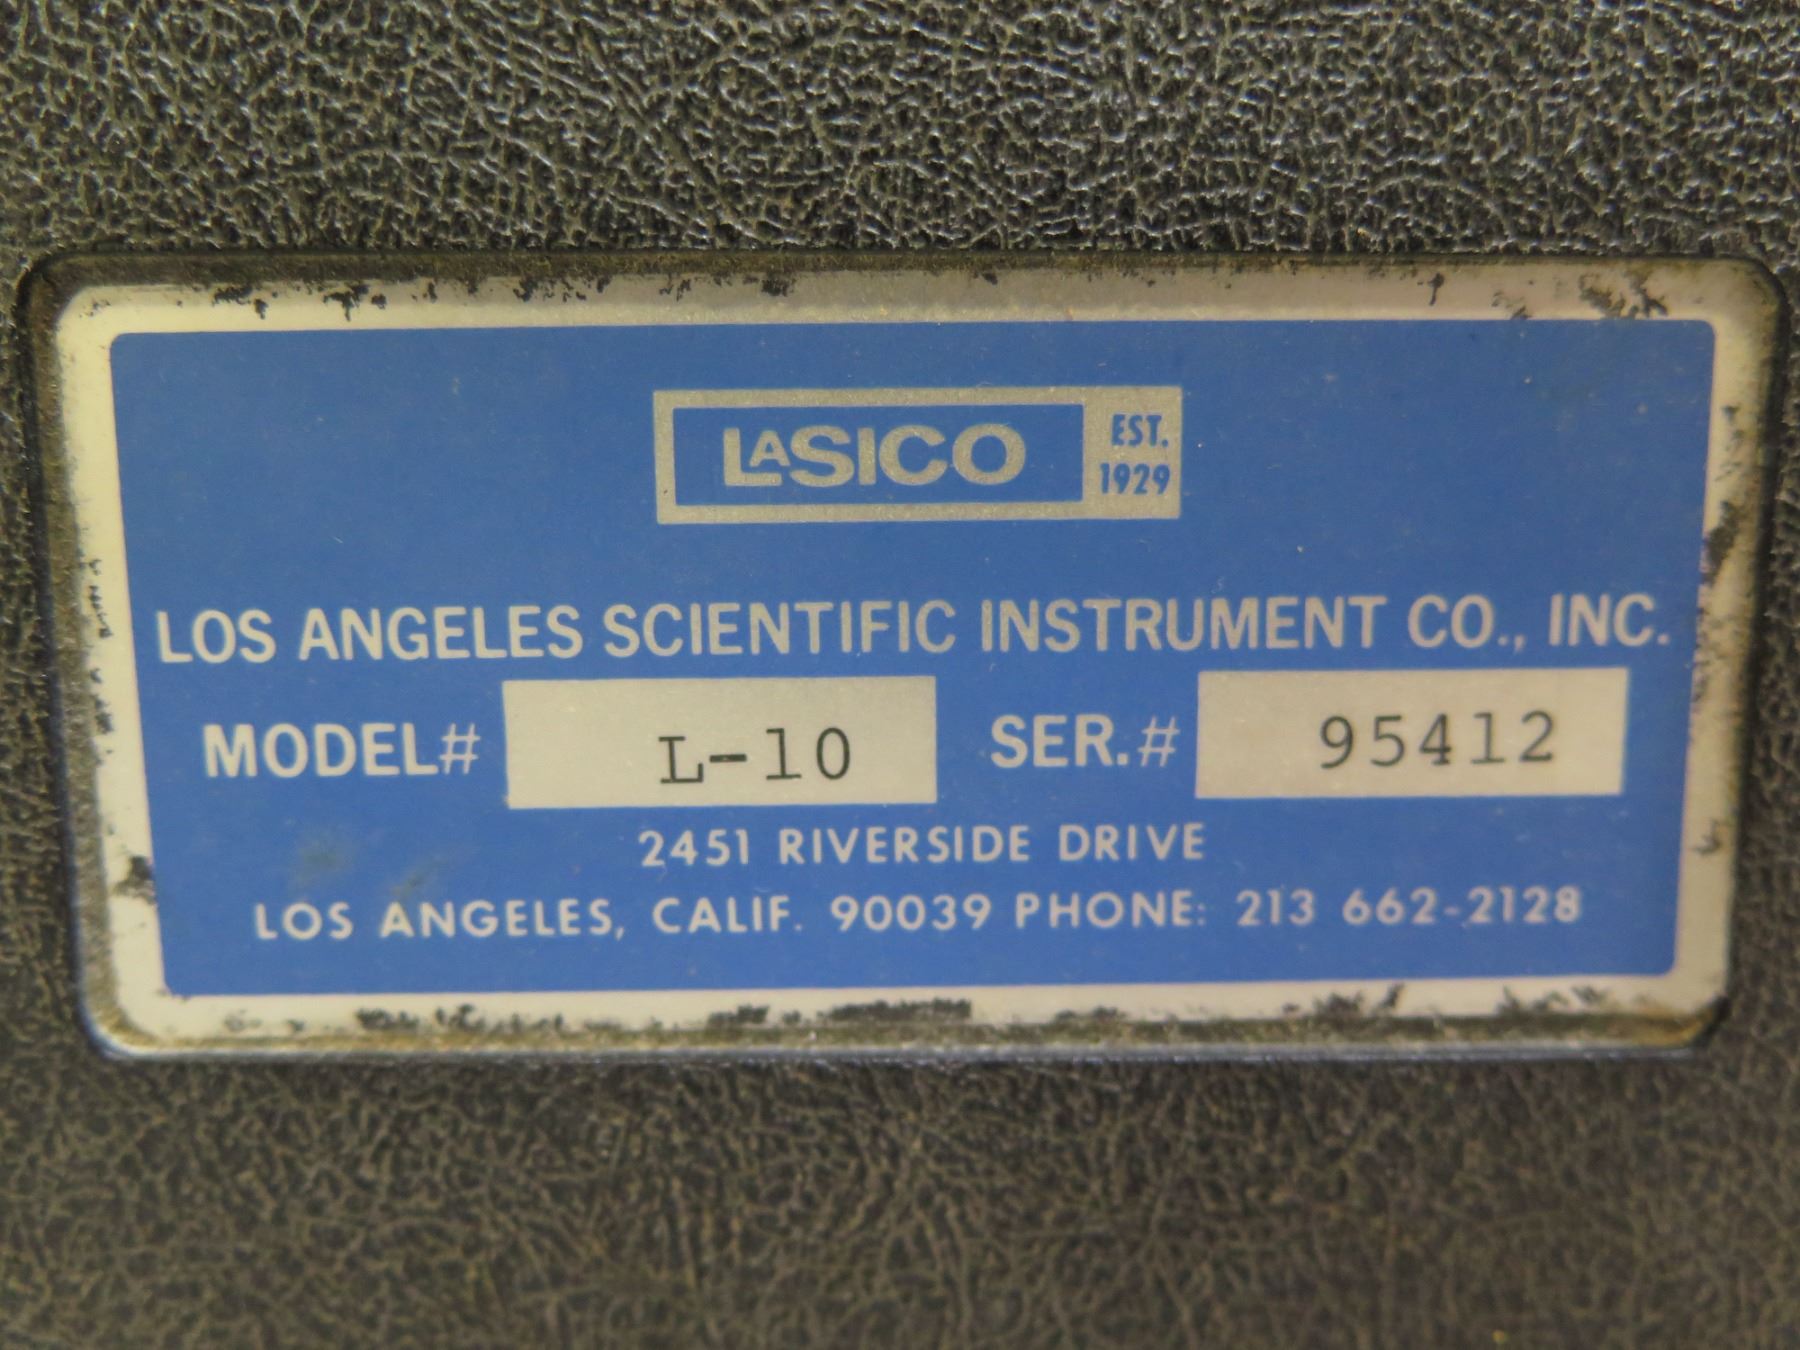 LASICO EST. 1929
LOS ANGELES SCIENTIFIC INSTRUMENT CO., INC.
MODEL# L-10 SER.# 95412
2451 RIVERSIDE DRIVE
LOS ANGELES, CALIF. 90039 PHONE: 213 662-2128